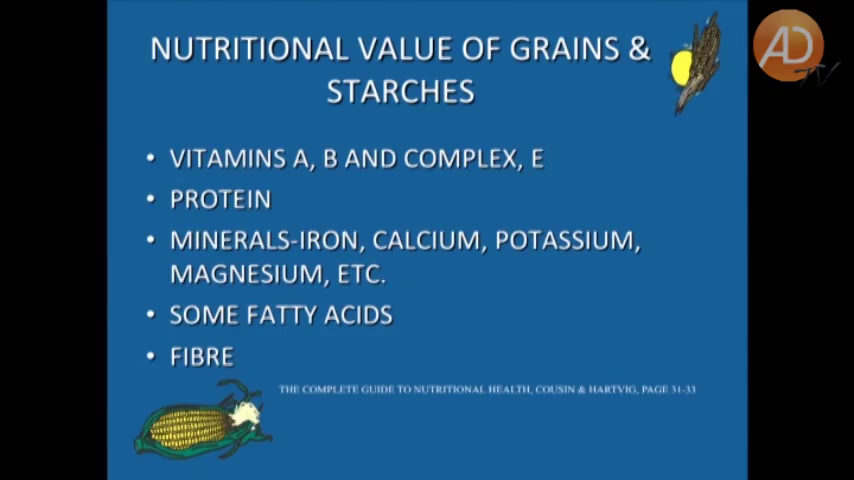 NUTRITIONAL VALUE OF GRAINS &
STARCHES
• VITAMINS A, B AND COMPLEX, E
• PROTEIN
• MINERALS-IRON, CALCIUM, POTASSIUM,
MAGNESIUM, ETC.
• SOME FATTY ACIDS
• FIBRE
THE COMPLETE GUIDE TO NUTRITIONAL HEALTH, COUSIN & HARTVIG, PAGE 31-33
AD
TV